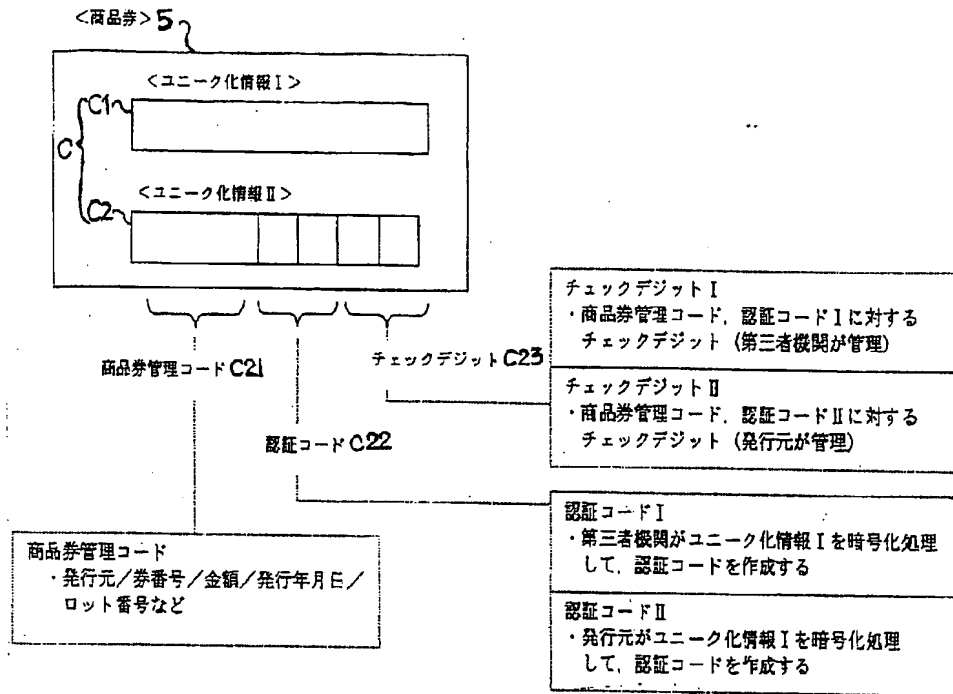 <商品券>5
<ユニーク化情報Ⅰ>
C1
C
<ユニーク化情報Ⅱ>
C2
チェックデジットⅠ
・商品券管理コード，認証コードⅠに対する
チェックデジット（第三者機関が管理）
商品券管理コードC21
チェックデジットC23
チェックデジットⅡ
・商品券管理コード，認証コードⅡに対する
チェックデジット（発行元が管理）
認証コードC22
認証コードⅠ
・第三者機関がユニーク化情報Ⅰを暗号化処理
して，認証コードを作成する
商品券管理コード
・発行元／券番号／金額／発行年月日／
ロット番号など
認証コードⅡ
・発行元がユニーク化情報Ⅰを暗号化処理
して，認証コードを作成する